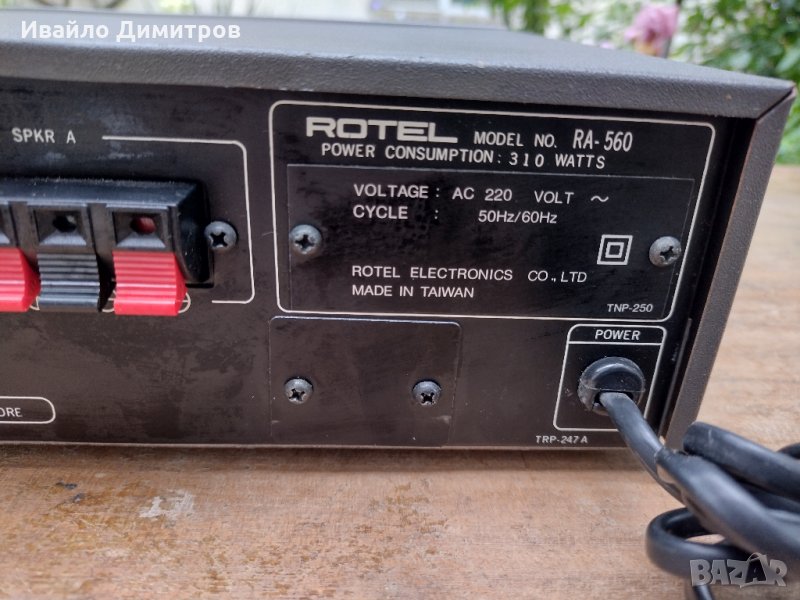 Ивайло Димитров
SPKR A
ROTEL MODEL NO. RA-560
POWER CONSUMPTION: 310 WATTS
VOLTAGE : AC 220 VOLT ~
CYCLE : 50Hz/60Hz
ROTEL ELECTRONICS CO., LTD
MADE IN TAIWAN
TNP-250
POWER
ORE
TRP-247A
BAZAR